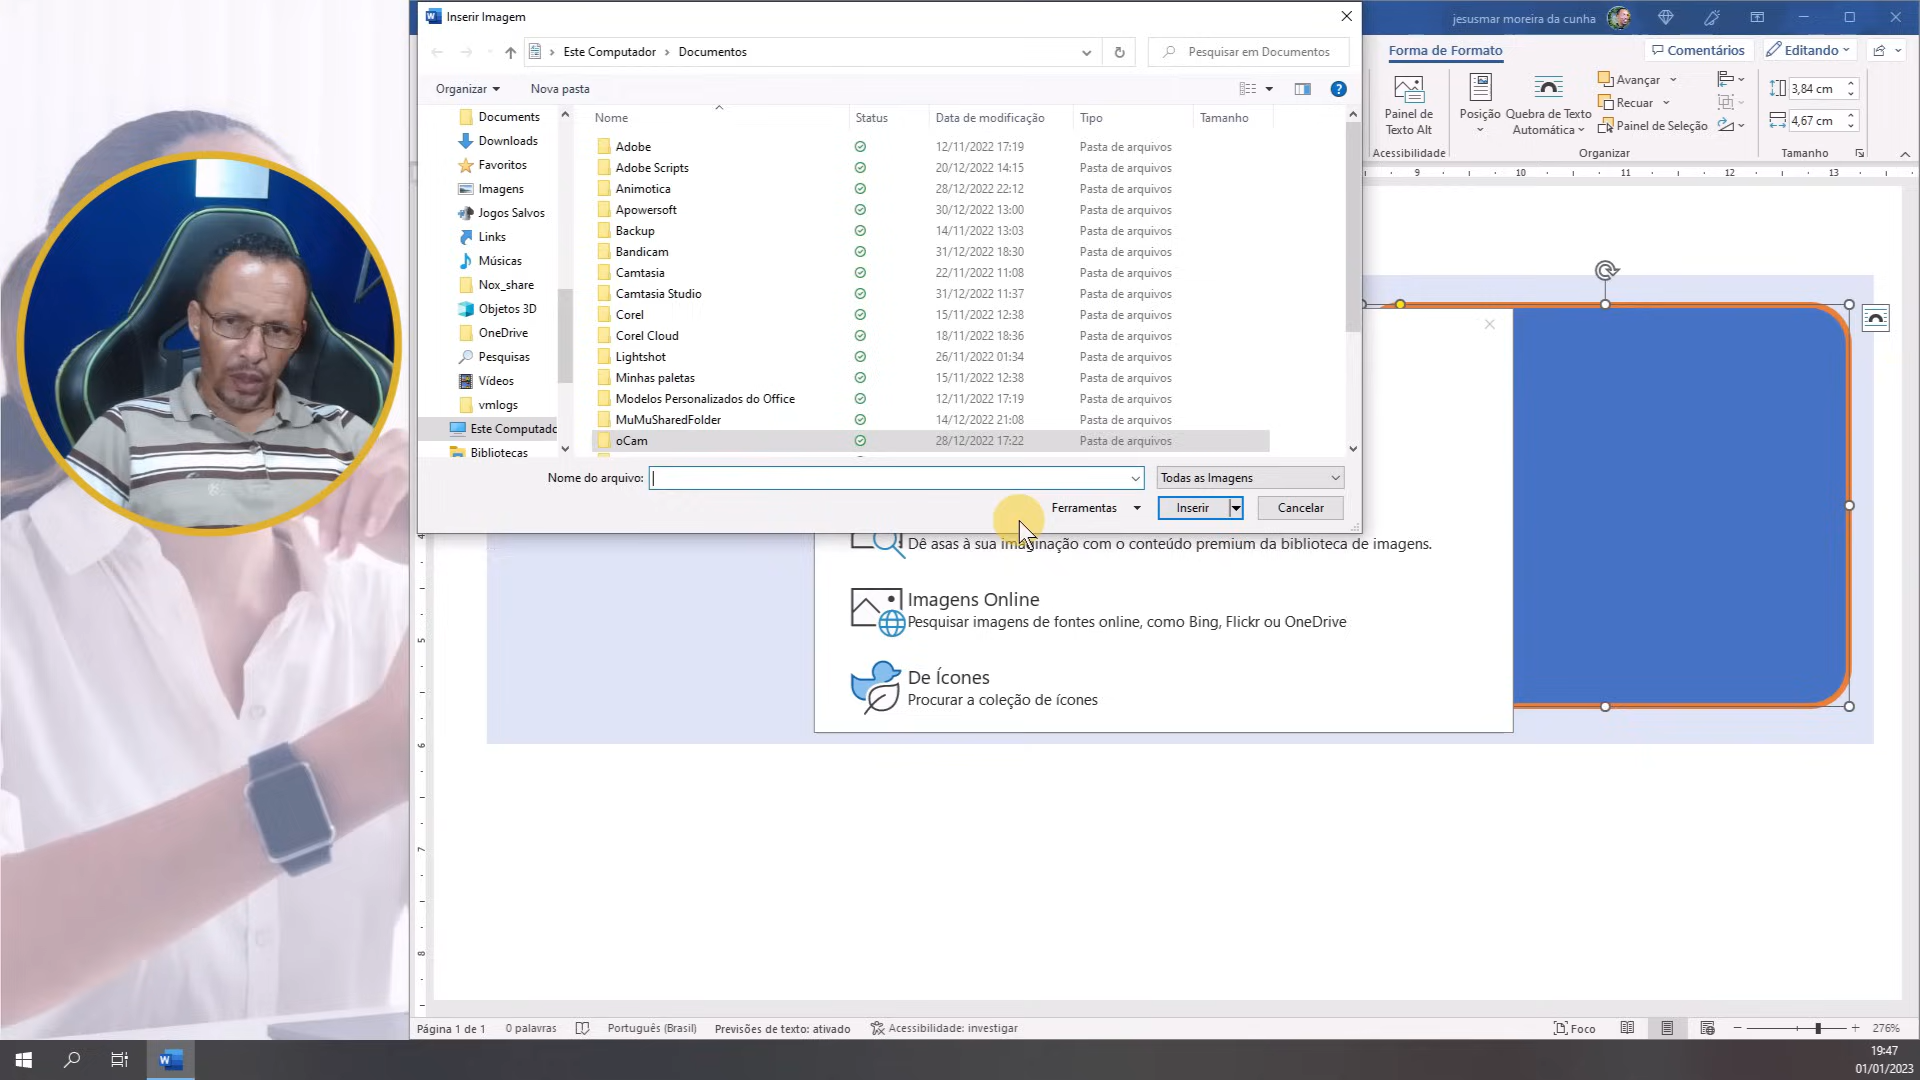 Inserir Imagem
jesusmar moreira da cunha
Este Computador > Documentos
Pesquisar em Documentos
Forma de Formato
Comentários
Editando
Organizar
Nova pasta
Painel de Texto Alt
Posição
Quebra de Texto Automática
Avançar
Recuar
Painel de Seleção
3,84 cm
4,67 cm
Acessibilidade
Organizar
Tamanho
9 10 11 12 13
Nome Status Data de modificação Tipo Tamanho
Documents
Downloads
Favoritos
Imagens
Jogos Salvos
Links
Músicas
Nox_share
Objetos 3D
OneDrive
Pesquisas
Vídeos
vmlogs
Este Computado
Bibliotecas
Adobe 12/11/2022 17:19 Pasta de arquivos
Adobe Scripts 20/12/2022 14:15 Pasta de arquivos
Animotica 28/12/2022 22:12 Pasta de arquivos
Apowersoft 30/12/2022 13:00 Pasta de arquivos
Backup 14/11/2022 13:03 Pasta de arquivos
Bandicam 31/12/2022 18:30 Pasta de arquivos
Camtasia 22/11/2022 11:08 Pasta de arquivos
Camtasia Studio 31/12/2022 11:37 Pasta de arquivos
Corel 15/11/2022 12:38 Pasta de arquivos
Corel Cloud 18/11/2022 18:36 Pasta de arquivos
Lightshot 26/11/2022 01:34 Pasta de arquivos
Minhas paletas 15/11/2022 12:38 Pasta de arquivos
Modelos Personalizados do Office 12/11/2022 17:19 Pasta de arquivos
MuMuSharedFolder 14/12/2022 21:08 Pasta de arquivos
oCam 28/12/2022 17:22 Pasta de arquivos
Nome do arquivo:
Todas as Imagens
Ferramentas
Inserir
Cancelar
Dê asas à sua imaginação com o conteúdo premium da biblioteca de imagens.
Imagens Online
Pesquisar imagens de fontes online, como Bing, Flickr ou OneDrive
De Ícones
Procurar a coleção de ícones
4
5
6
7
8
Página 1 de 1
0 palavras
Português (Brasil)
Previsões de texto: ativado
Acessibilidade: investigar
Foco
276%
19:47
01/01/2023